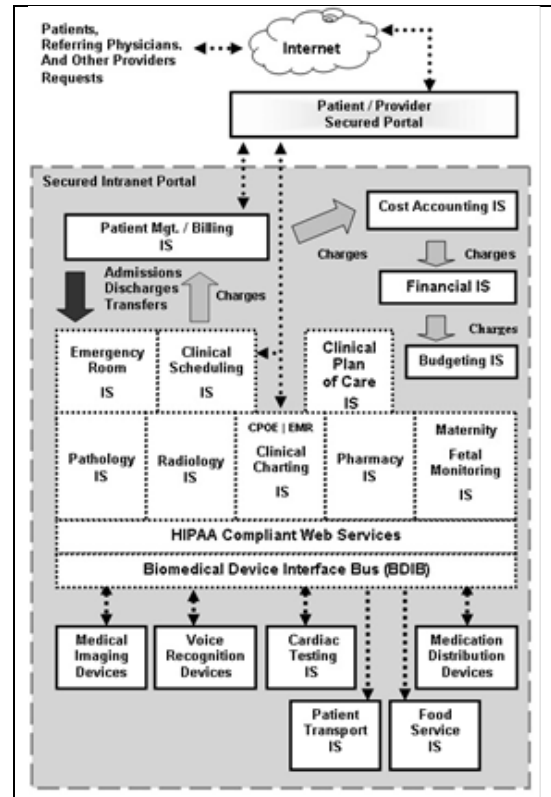 Patients,
Referring Physicians.
And Other Providers
Requests
Internet
Patient / Provider
Secured Portal
Secured Intranet Portal
Patient Mgt. / Billing
IS
Cost Accounting IS
Charges
Charges
Financial IS
Admissions
Discharges
Transfers
Charges
Charges
Budgeting IS
Emergency
Room
IS
Clinical
Scheduling
IS
Clinical
Plan
of Care
IS
Pathology
IS
Radiology
IS
CPOE | EMR
Clinical
Charting
IS
Pharmacy
IS
Maternity
Fetal
Monitoring
IS
HIPAA Compliant Web Services
Biomedical Device Interface Bus (BDIB)
Medical
Imaging
Devices
Voice
Recognition
Devices
Cardiac
Testing
IS
Medication
Distribution
Devices
Patient
Transport
IS
Food
Service
IS